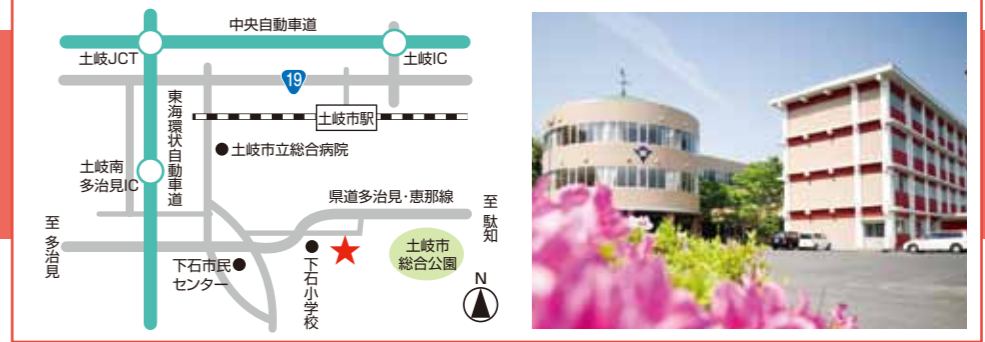 中央自動車道
土岐JCT
土岐IC
19
東海環状自動車道
土岐市駅
土岐市立総合病院
土岐南
多治見IC
県道多治見・恵那線
至 駄知
至 多治見
土岐市
総合公園
下石市民
センター
下石小学校
N